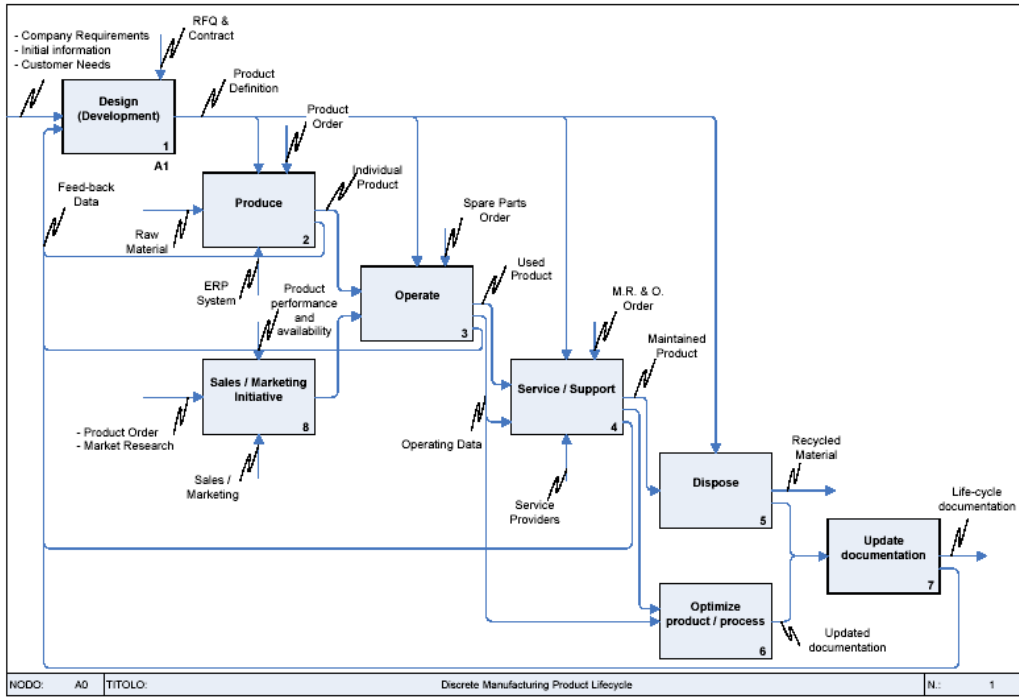 - Company Requirements
- Initial information
- Customer Needs
RFQ &
Contract
Design
(Development)
1
A1
Product
Definition
Product
Order
Feed-back
Data
Raw
Material
Produce
2
Individual
Product
ERP
System
Spare Parts
Order
Product
performance
and
availability
Operate
3
Used
Product
M.R. & O.
Order
Maintained
Product
Sales / Marketing
Initiative
8
- Product Order
- Market Research
Sales /
Marketing
Operating Data
Service / Support
4
Service
Providers
Dispose
5
Recycled
Material
Life-cycle
documentation
Update
documentation
7
Optimize
product / process
6
Updated
documentation
NODO: A0 TITOLO: Discrete Manufacturing Product Lifecycle N.: 1